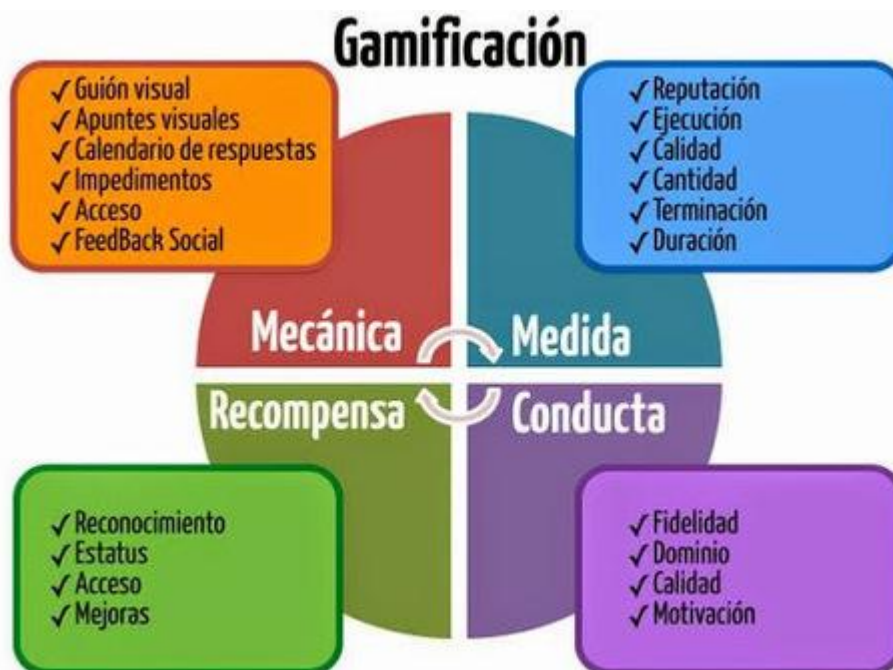 Gamificación
✓ Guión visual
✓ Apuntes visuales
✓ Calendario de respuestas
✓ Impedimentos
✓ Acceso
✓ FeedBack Social
✓ Reputación
✓ Ejecución
✓ Calidad
✓ Cantidad
✓ Terminación
✓ Duración
Mecánica
Medida
Recompensa
Conducta
✓ Reconocimiento
✓ Estatus
✓ Acceso
✓ Mejoras
✓ Fidelidad
✓ Dominio
✓ Calidad
✓ Motivación